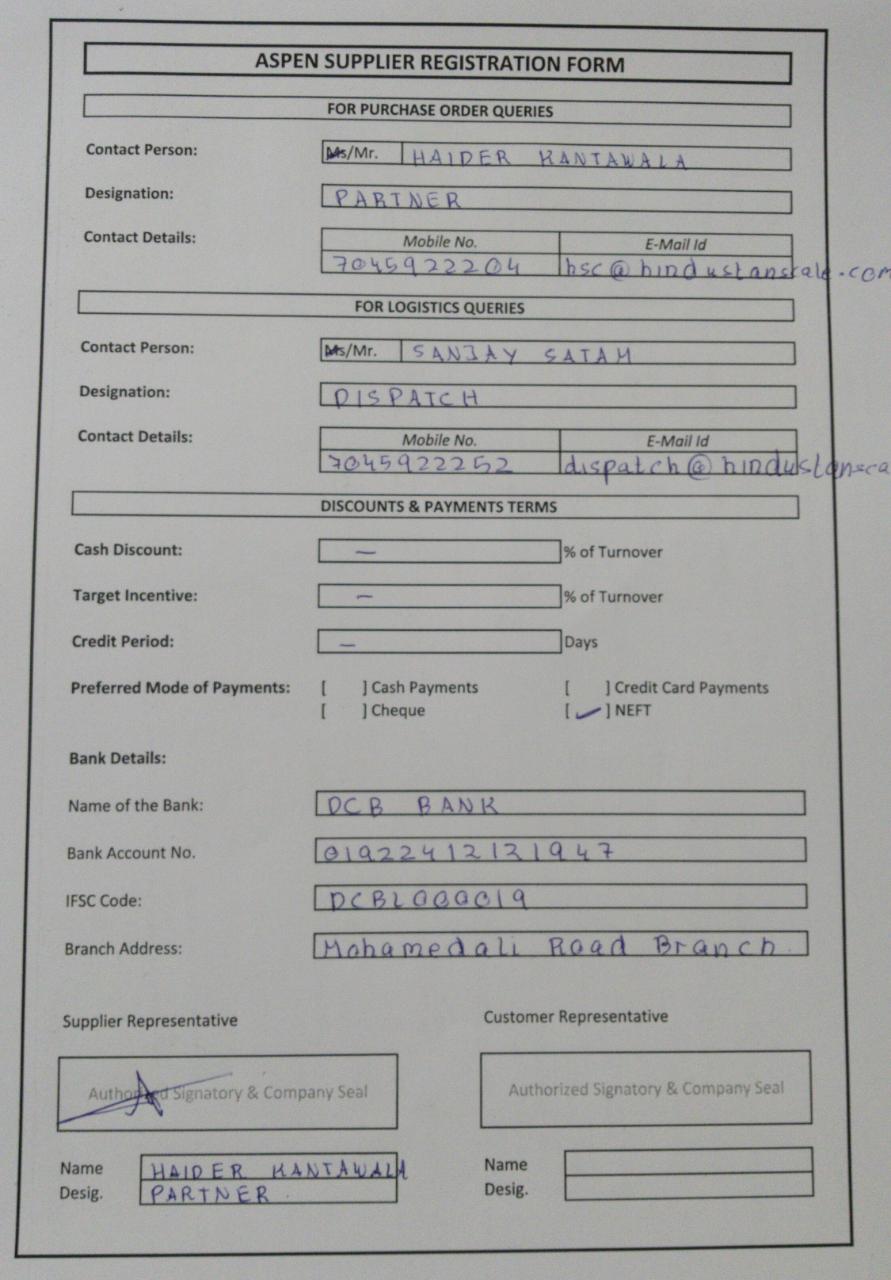 ASPEN SUPPLIER REGISTRATION FORM
FOR PURCHASE ORDER QUERIES
Contact Person: Ms/Mr. HAIDER KANTAWALA
Designation: PARTNER
Contact Details: Mobile No. E-Mail Id
7045922204 hsc@hindustanscale.com
FOR LOGISTICS QUERIES
Contact Person: Ms/Mr. SANJAY SATAM
Designation: DISPATCH
Contact Details: Mobile No. E-Mail Id
7045922252 dispatch@hindustansca
DISCOUNTS & PAYMENTS TERMS
Cash Discount: — % of Turnover
Target Incentive: — % of Turnover
Credit Period: — Days
Preferred Mode of Payments: [ ] Cash Payments [ ] Credit Card Payments
[ ] Cheque [✓] NEFT
Bank Details:
Name of the Bank: DCB BANK
Bank Account No. 01922412121947
IFSC Code: DCBL000019
Branch Address: Mohamedali Road Branch.
Supplier Representative Customer Representative
Authorized Signatory & Company Seal Authorized Signatory & Company Seal
Name HAIDER KANTAWALA Name
Desig. PARTNER Desig.